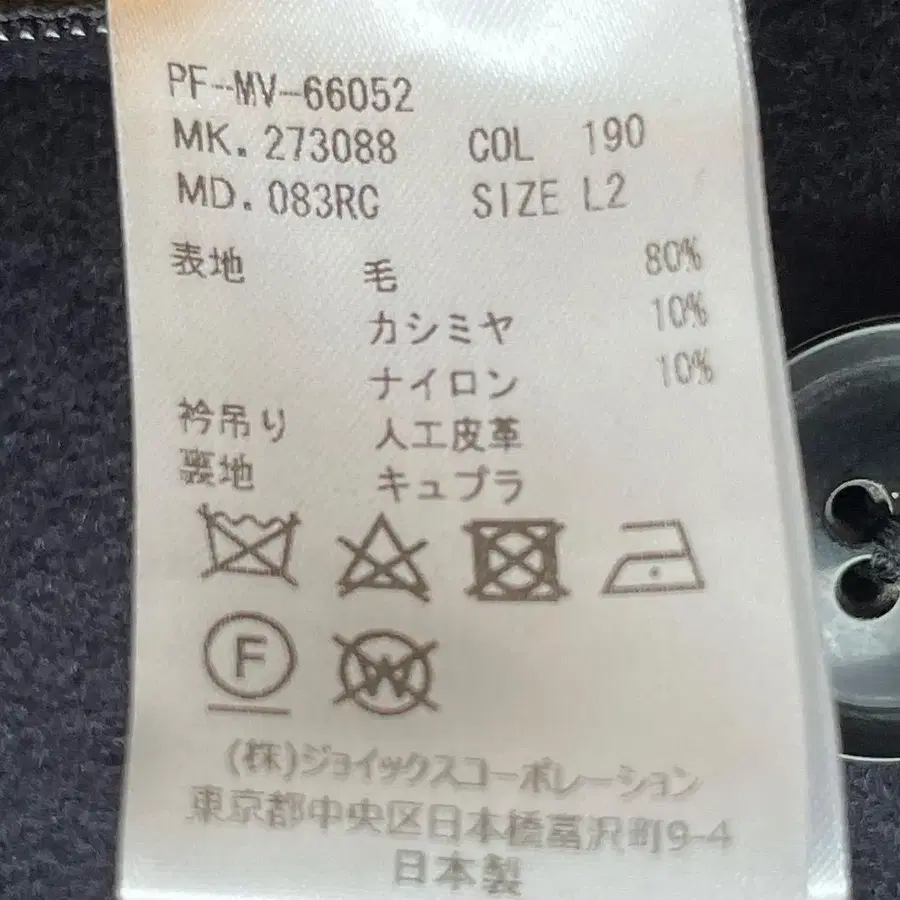 PF-MV-66052
MK. 273088 COL 190
MD. 083RG SIZE L2
表地 毛 80%
カシミヤ 10%
ナイロン 10%
衿吊り 人工皮革
裏地 キュプラ
F
W
(株)ジョイックスコーポレーション
東京都中央区日本橋富沢町9-4
日本製